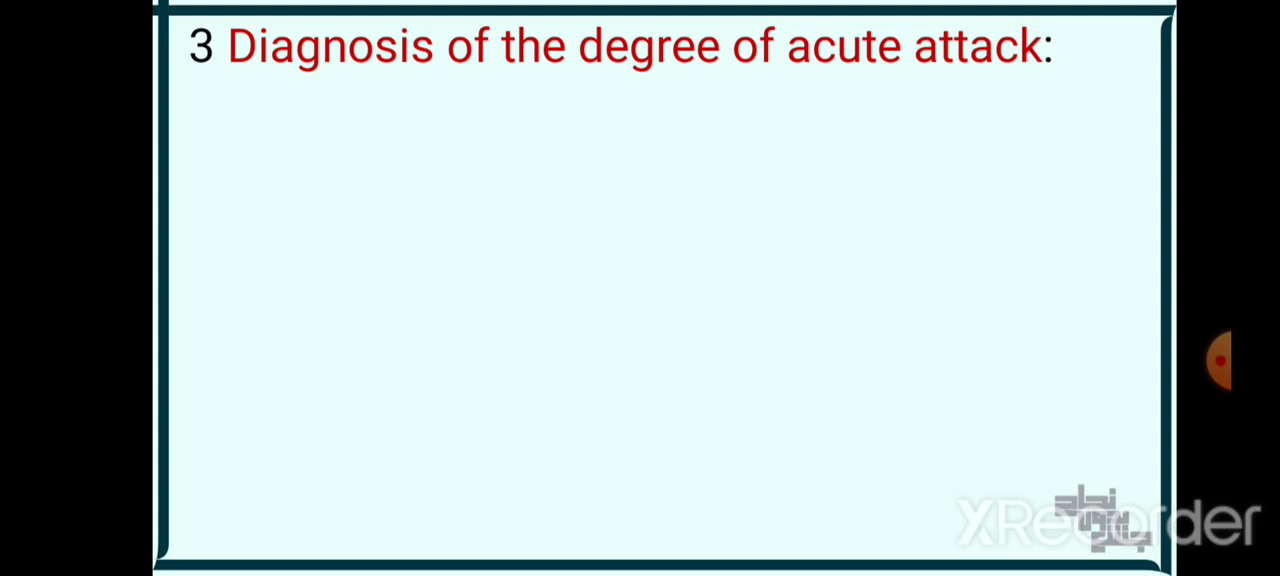 3 Diagnosis of the degree of acute attack:
XRecorder